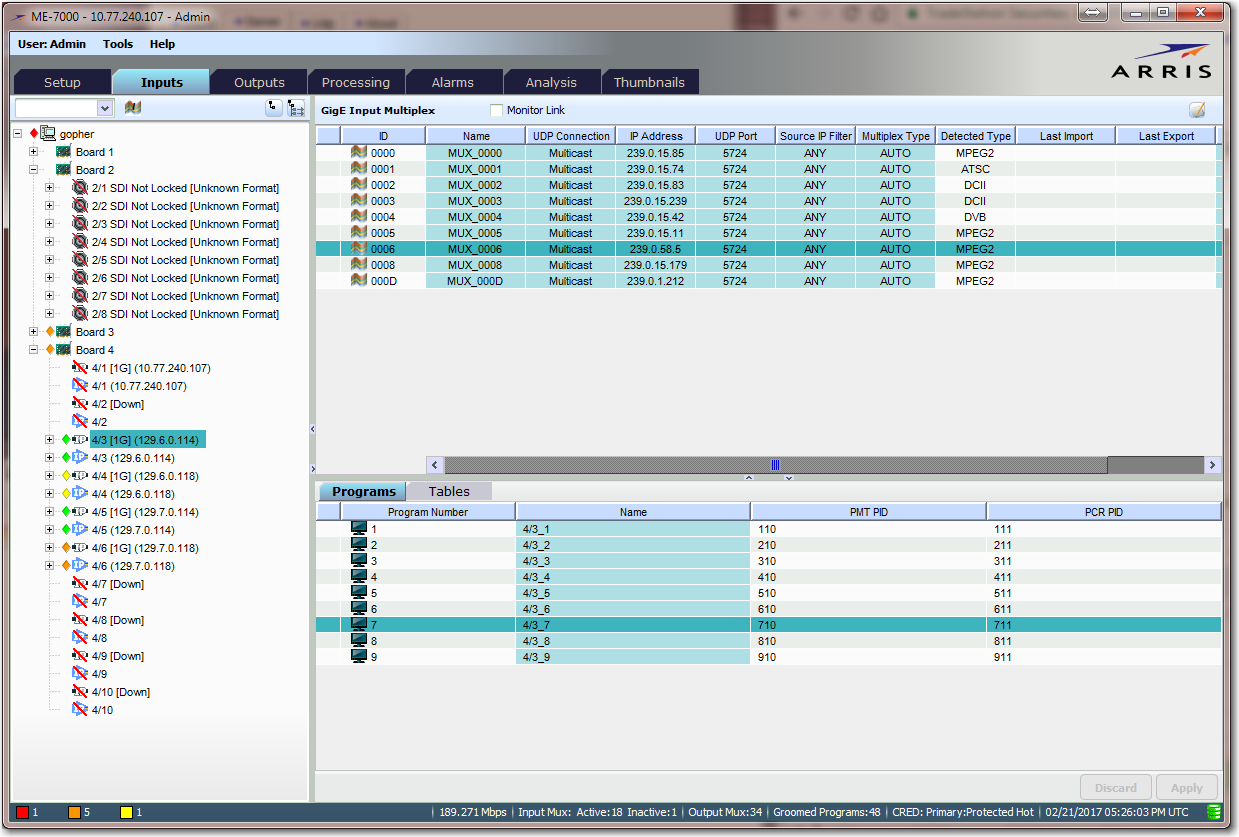 ME-7000 - 10.77.240.107 - Admin
User: Admin Tools Help
ARRIS
Setup Inputs Outputs Processing Alarms Analysis Thumbnails
GigE Input Multiplex Monitor Link
gopher
Board 1
Board 2
2/1 SDI Not Locked [Unknown Format]
2/2 SDI Not Locked [Unknown Format]
2/3 SDI Not Locked [Unknown Format]
2/4 SDI Not Locked [Unknown Format]
2/5 SDI Not Locked [Unknown Format]
2/6 SDI Not Locked [Unknown Format]
2/7 SDI Not Locked [Unknown Format]
2/8 SDI Not Locked [Unknown Format]
Board 3
Board 4
4/1 [1G] (10.77.240.107)
4/1 (10.77.240.107)
4/2 [Down]
4/2
4/3 [1G] (129.6.0.114)
4/3 (129.6.0.114)
4/4 [1G] (129.6.0.118)
4/4 (129.6.0.118)
4/5 [1G] (129.7.0.114)
4/5 (129.7.0.114)
4/6 [1G] (129.7.0.118)
4/6 (129.7.0.118)
4/7 [Down]
4/7
4/8 [Down]
4/8
4/9 [Down]
4/9
4/10 [Down]
4/10
ID Name UDP Connection IP Address UDP Port Source IP Filter Multiplex Type Detected Type Last Import Last Export
0000 MUX_0000 Multicast 239.0.15.85 5724 ANY AUTO MPEG2
0001 MUX_0001 Multicast 239.0.15.74 5724 ANY AUTO ATSC
0002 MUX_0002 Multicast 239.0.15.83 5724 ANY AUTO DCII
0003 MUX_0003 Multicast 239.0.15.239 5724 ANY AUTO DCII
0004 MUX_0004 Multicast 239.0.15.42 5724 ANY AUTO DVB
0005 MUX_0005 Multicast 239.0.15.11 5724 ANY AUTO MPEG2
0006 MUX_0006 Multicast 239.0.58.5 5724 ANY AUTO MPEG2
0008 MUX_0008 Multicast 239.0.15.179 5724 ANY AUTO MPEG2
000D MUX_000D Multicast 239.0.1.212 5724 ANY AUTO MPEG2
Programs Tables
Program Number Name PMT PID PCR PID
1 4/3_1 110 111
2 4/3_2 210 211
3 4/3_3 310 311
4 4/3_4 410 411
5 4/3_5 510 511
6 4/3_6 610 611
7 4/3_7 710 711
8 4/3_8 810 811
9 4/3_9 910 911
Discard Apply
1 5 1 189.271 Mbps Input Mux: Active:18 Inactive:1 Output Mux:34 Groomed Programs:48 CRED: Primary:Protected Hot 02/21/2017 05:26:03 PM UTC